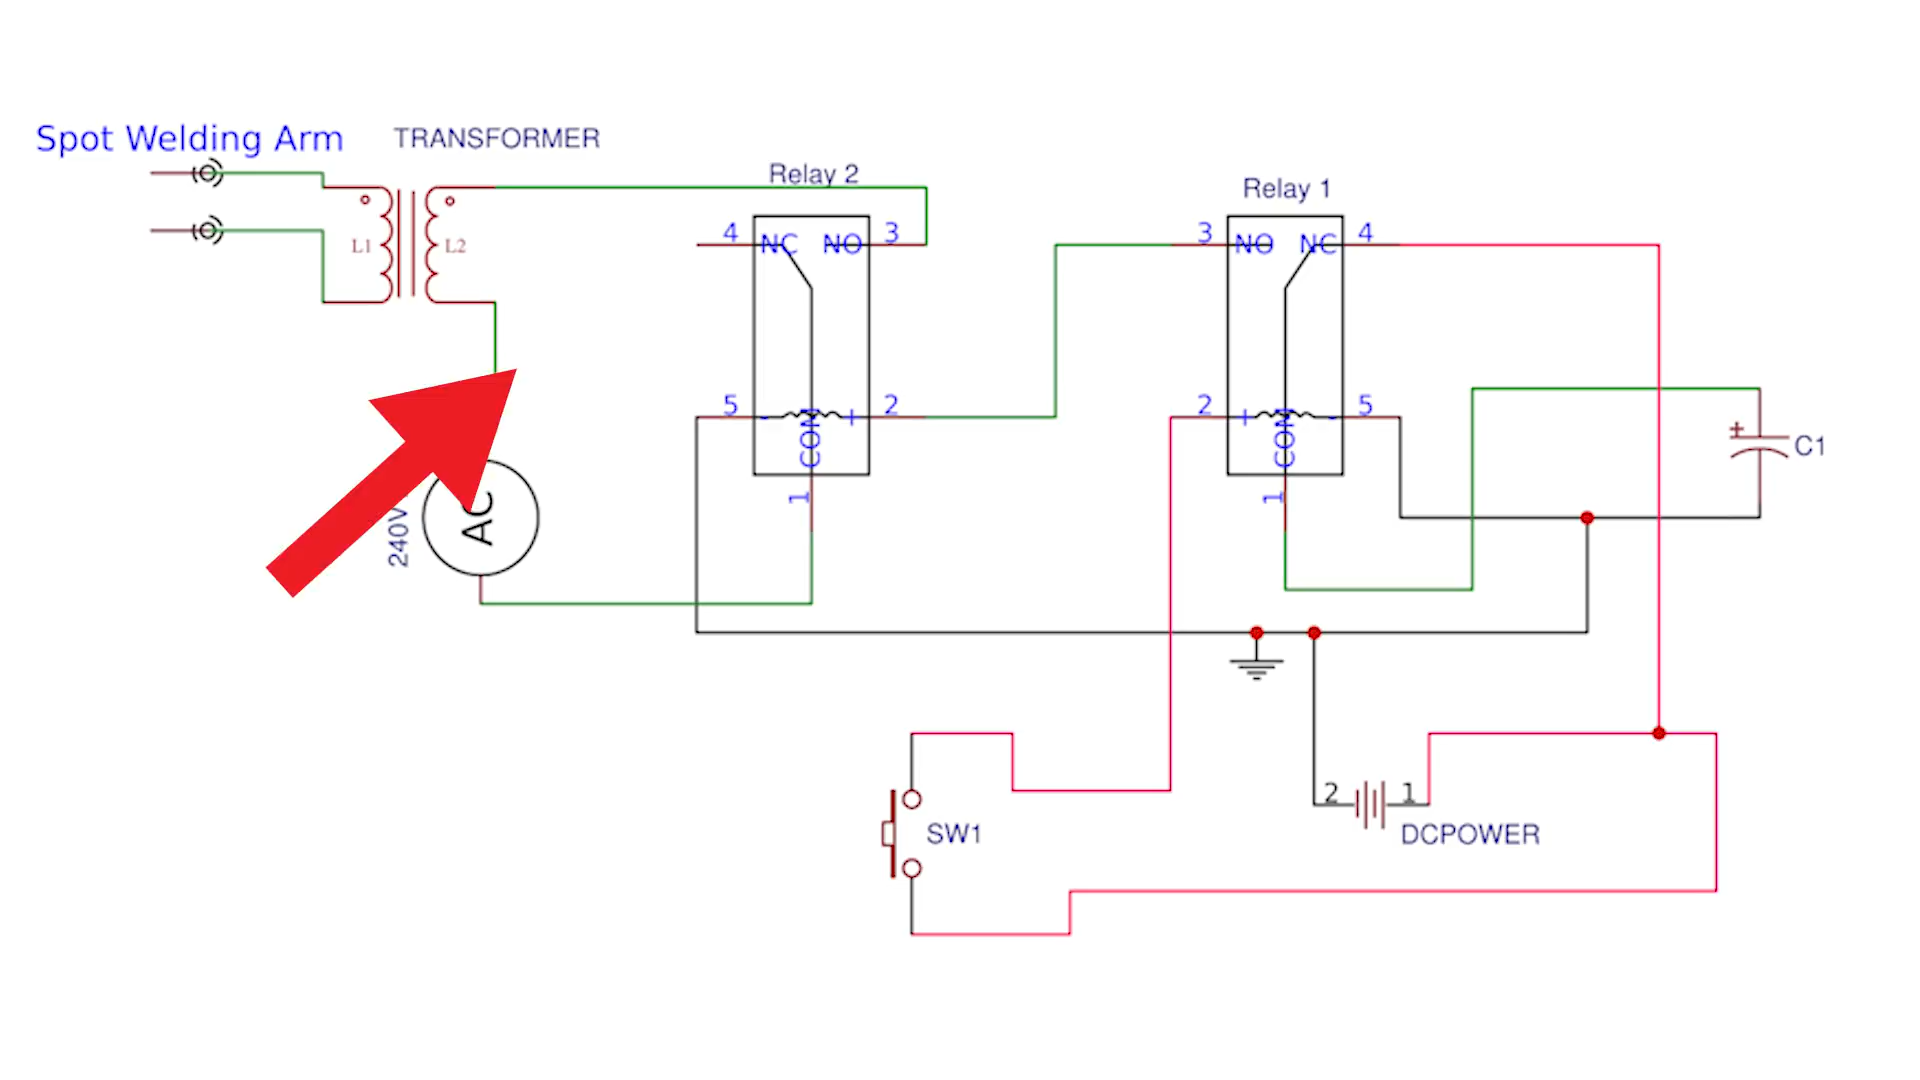 Spot Welding Arm
TRANSFORMER
Relay 2
Relay 1
4
NC
NO
3
3
NO
NC
4
L1
L2
5
-
+
2
2
+
-
5
COM
COM
+
C1
1
1
240V
AC
SW1
2
1
DCPOWER